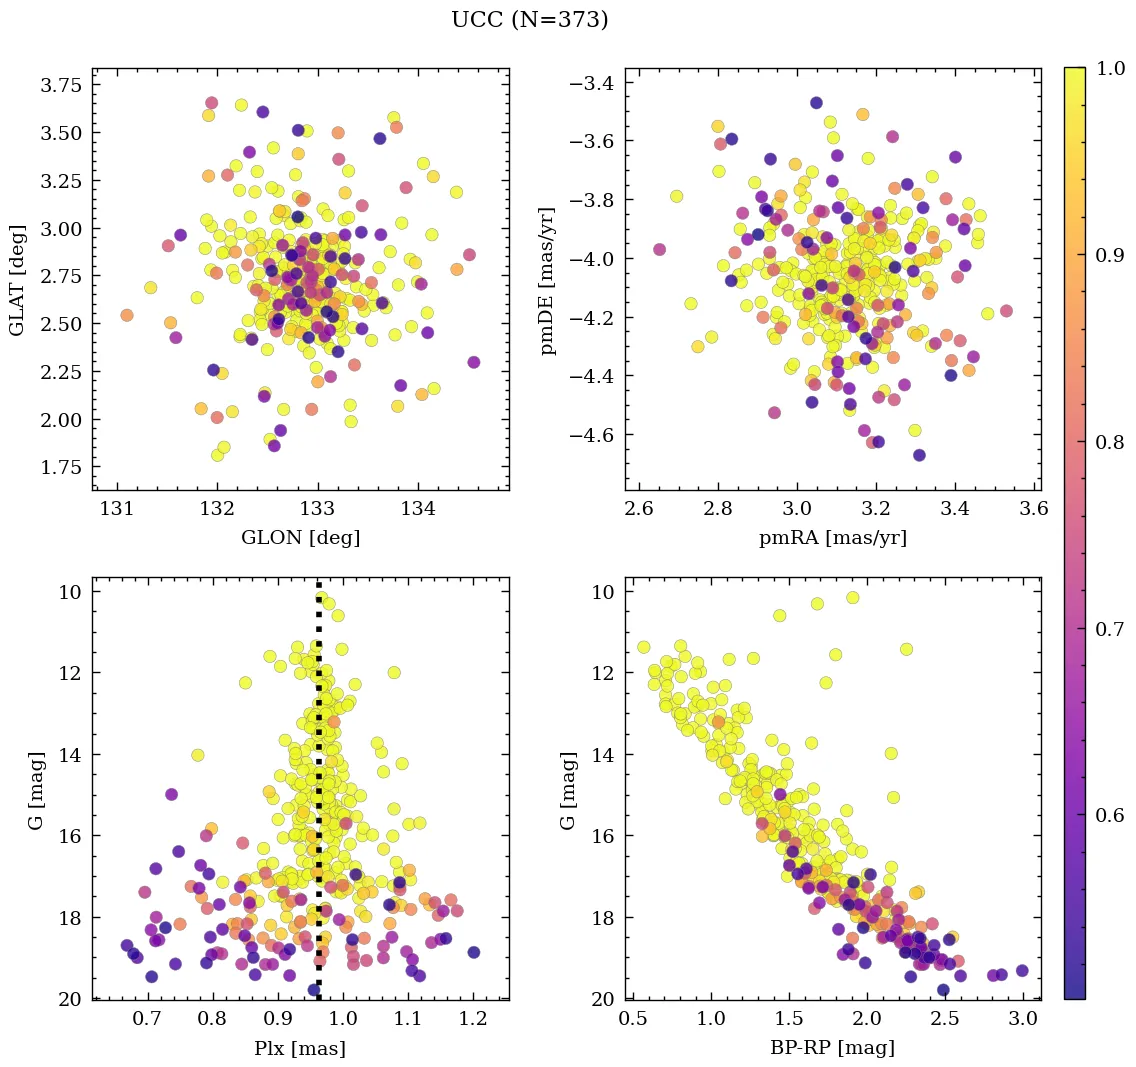 UCC (N=373)
3.75
3.50
3.25
3.00
2.75
2.50
2.25
2.00
1.75
GLAT [deg]
131 132 133 134
GLON [deg]
−3.4
−3.6
−3.8
−4.0
−4.2
−4.4
−4.6
pmDE [mas/yr]
2.6 2.8 3.0 3.2 3.4 3.6
pmRA [mas/yr]
10
12
14
16
18
20
G [mag]
0.7 0.8 0.9 1.0 1.1 1.2
Plx [mas]
10
12
14
16
18
20
G [mag]
0.5 1.0 1.5 2.0 2.5 3.0
BP-RP [mag]
1.0
0.9
0.8
0.7
0.6